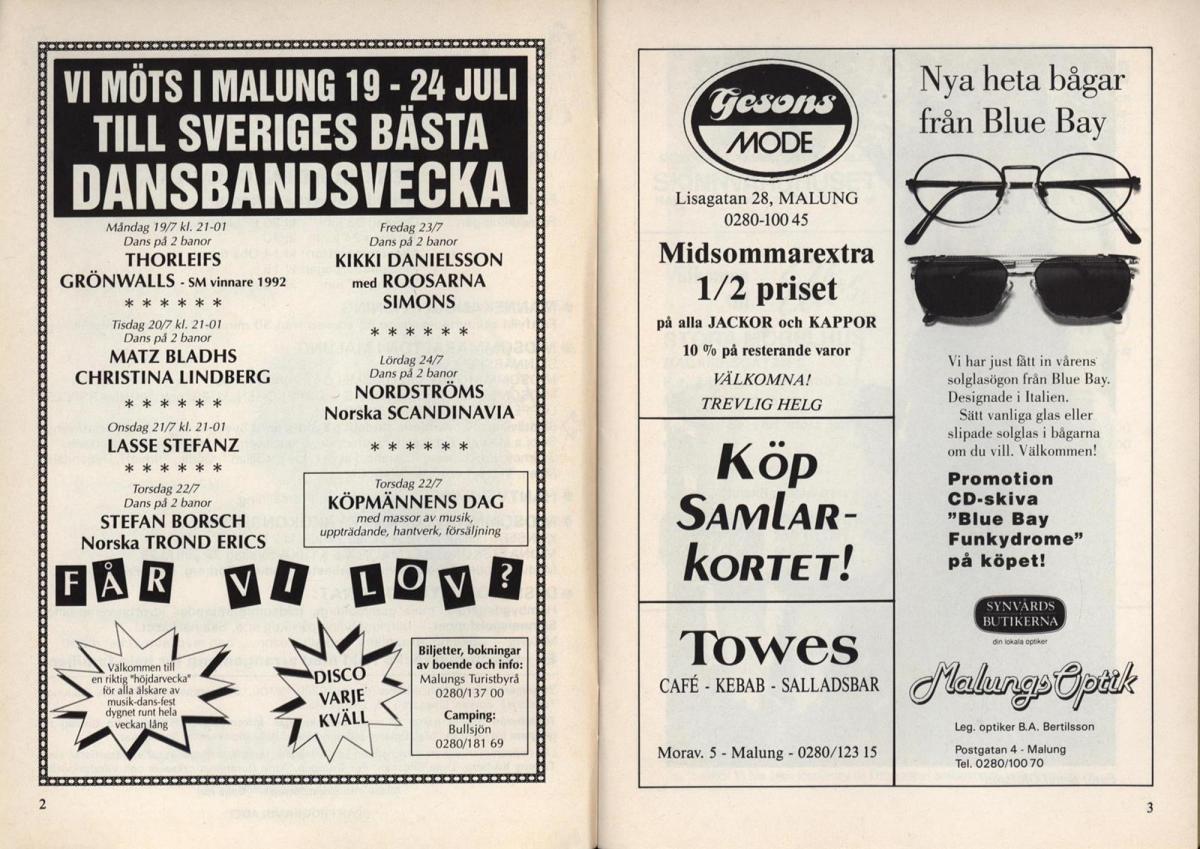 VI MÖTS I MALUNG 19 - 24 JULI
TILL SVERIGES BÄSTA
DANSBANDSVECKA
Måndag 19/7 kl. 21-01
Dans på 2 banor
THORLEIFS
GRÖNWALLS - SM vinnare 1992
* * * * * *
Tisdag 20/7 kl. 21-01
Dans på 2 banor
MATZ BLADHS
CHRISTINA LINDBERG
* * * * * *
Onsdag 21/7 kl. 21-01
LASSE STEFANZ
* * * * * *
Torsdag 22/7
Dans på 2 banor
STEFAN BORSCH
Norska TROND ERICS
Fredag 23/7
Dans på 2 banor
KIKKI DANIELSSON
med ROOSARNA
SIMONS
* * * * * *
Lördag 24/7
Dans på 2 banor
NORDSTRÖMS
Norska SCANDINAVIA
* * * * * *
Torsdag 22/7
KÖPMÄNNENS DAG
med massor av musik,
uppträdande, hantverk, försäljning
FÅR VI LOV?
Välkommen till
en riktig "höjdarvecka"
för alla älskare av
musik-dans-fest
dygnet runt hela
veckan lång
DISCO
VARJE
KVÄLL
Biljetter, bokningar
av boende och info:
Malungs Turistbyrå
0280/137 00
Camping:
Bullsjön
0280/181 69
2
Gesons
MODE
Lisagatan 28, MALUNG
0280-100 45
Midsommarextra
1/2 priset
på alla JACKOR och KAPPOR
10 % på resterande varor
VÄLKOMNA!
TREVLIG HELG
Köp
SAMLAR-
KORTET!
Towes
CAFÉ - KEBAB - SALLADSBAR
Morav. 5 - Malung - 0280/123 15
Nya heta bågar
från Blue Bay
Vi har just fått in vårens
solglasögon från Blue Bay.
Designade i Italien.
Sätt vanliga glas eller
slipade solglas i bågarna
om du vill. Välkommen!
Promotion
CD-skiva
"Blue Bay
Funkydrome"
på köpet!
SYNVÅRDS
BUTIKERNA
din lokala optiker
Malungs Optik
Leg. optiker B.A. Bertilsson
Postgatan 4 - Malung
Tel. 0280/100 70
3